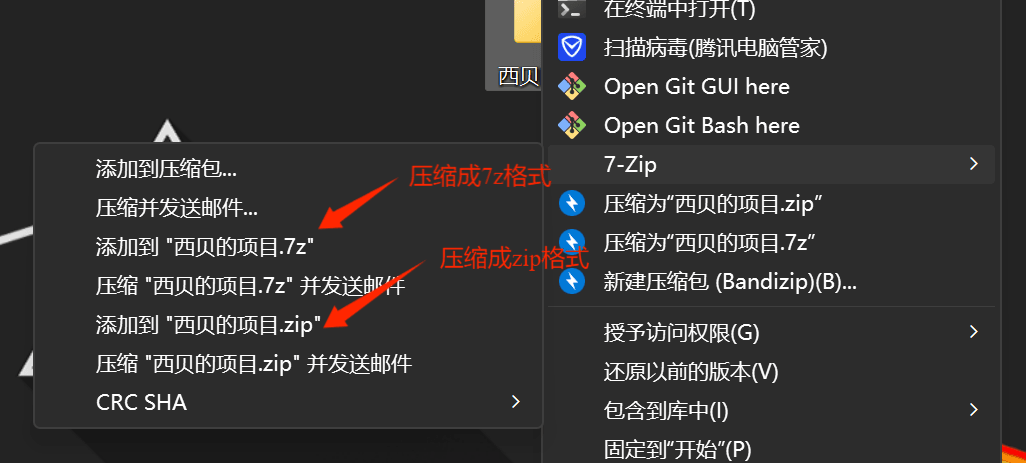 在终端中打开(T)
西贝
扫描病毒(腾讯电脑管家)
Open Git GUI here
Open Git Bash here
7-Zip
压缩为“西贝的项目.zip”
压缩为“西贝的项目.7z”
新建压缩包 (Bandizip)(B)...
授予访问权限(G)
还原以前的版本(V)
包含到库中(I)
固定到“开始”(P)
添加到压缩包...
压缩成7z格式
压缩并发送邮件...
添加到 "西贝的项目.7z"
压缩成zip格式
压缩 "西贝的项目.7z" 并发送邮件
添加到 "西贝的项目.zip"
压缩 "西贝的项目.zip" 并发送邮件
CRC SHA